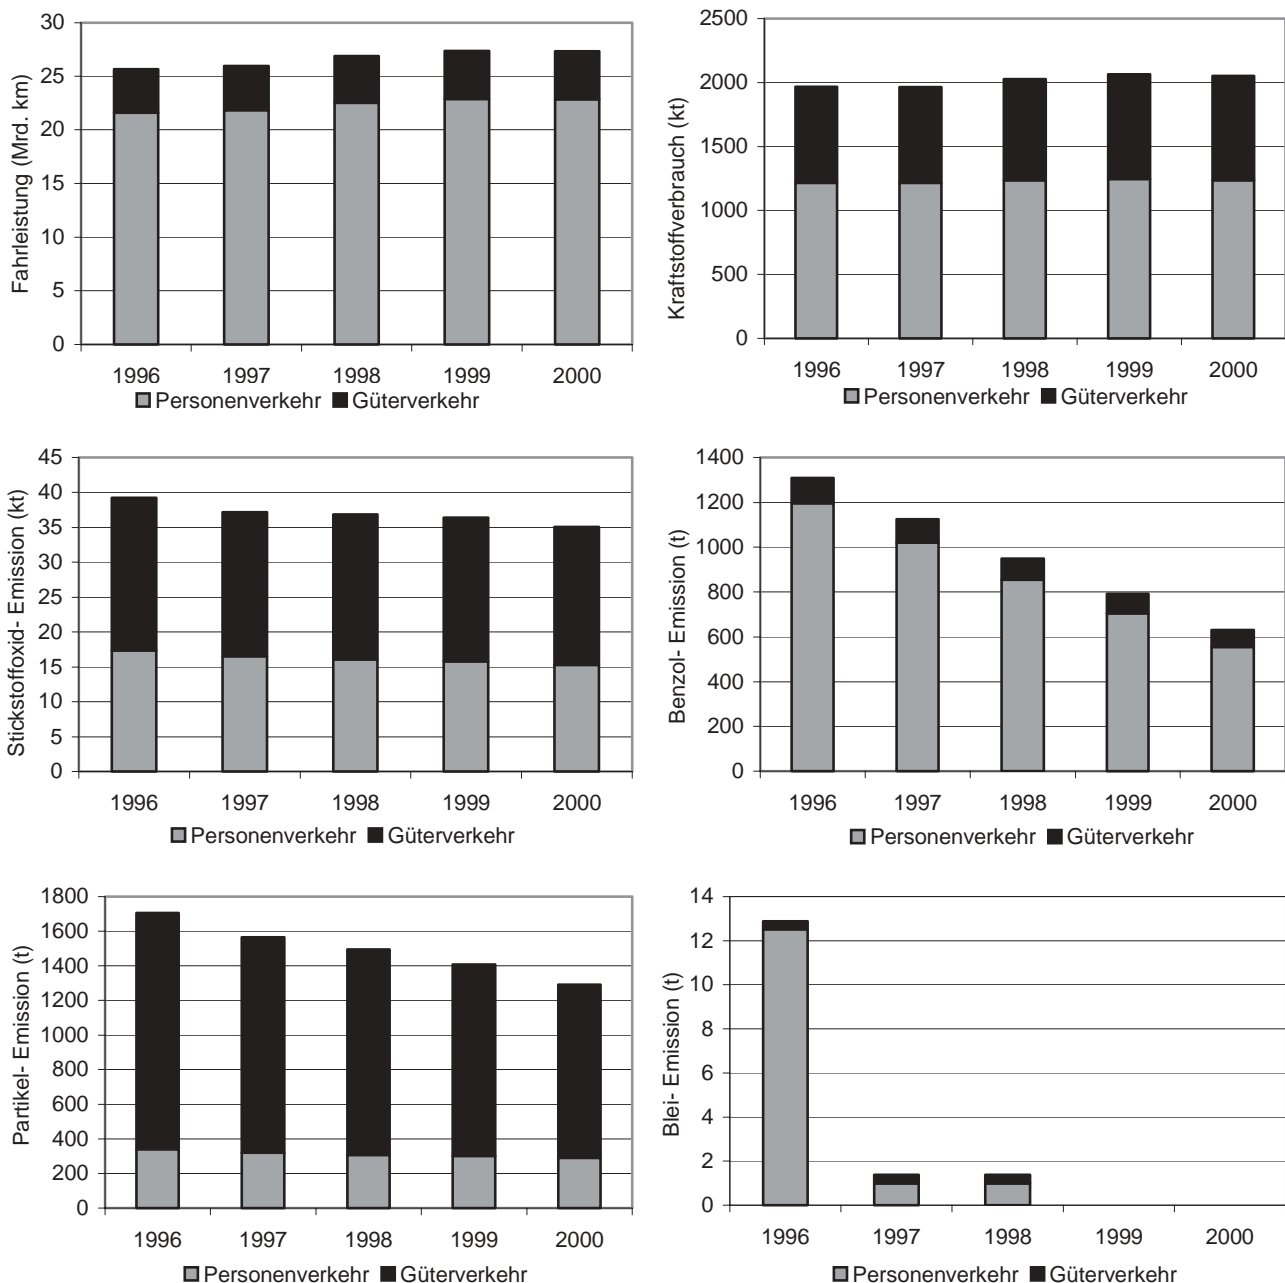 Fahrleistung (Mrd. km)
30
25
20
15
10
5
0
1996 1997 1998 1999 2000
Personenverkehr Güterverkehr
Kraftstoffverbrauch (kt)
2500
2000
1500
1000
500
0
1996 1997 1998 1999 2000
Personenverkehr Güterverkehr
Stickstoffoxid- Emission (kt)
45
40
35
30
25
20
15
10
5
0
1996 1997 1998 1999 2000
Personenverkehr Güterverkehr
Benzol- Emission (t)
1400
1200
1000
800
600
400
200
0
1996 1997 1998 1999 2000
Personenverkehr Güterverkehr
Partikel- Emission (t)
1800
1600
1400
1200
1000
800
600
400
200
0
1996 1997 1998 1999 2000
Personenverkehr Güterverkehr
Blei- Emission (t)
14
12
10
8
6
4
2
0
1996 1997 1998 1999 2000
Personenverkehr Güterverkehr